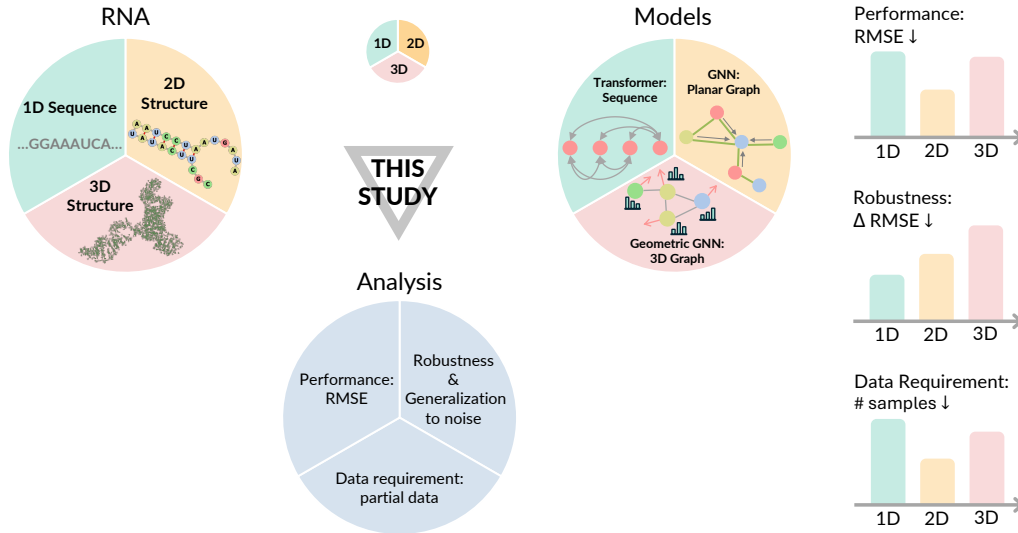 RNA
1D Sequence
...GGAAAUCA...
2D
Structure
3D
Structure
1D
2D
3D
THIS
STUDY
Models
Transformer:
Sequence
GNN:
Planar Graph
Geometric GNN:
3D Graph
Analysis
Performance:
RMSE
Robustness
&
Generalization
to noise
Data requirement:
partial data
Performance:
RMSE ↓
1D 2D 3D
Robustness:
Δ RMSE ↓
1D 2D 3D
Data Requirement:
# samples ↓
1D 2D 3D